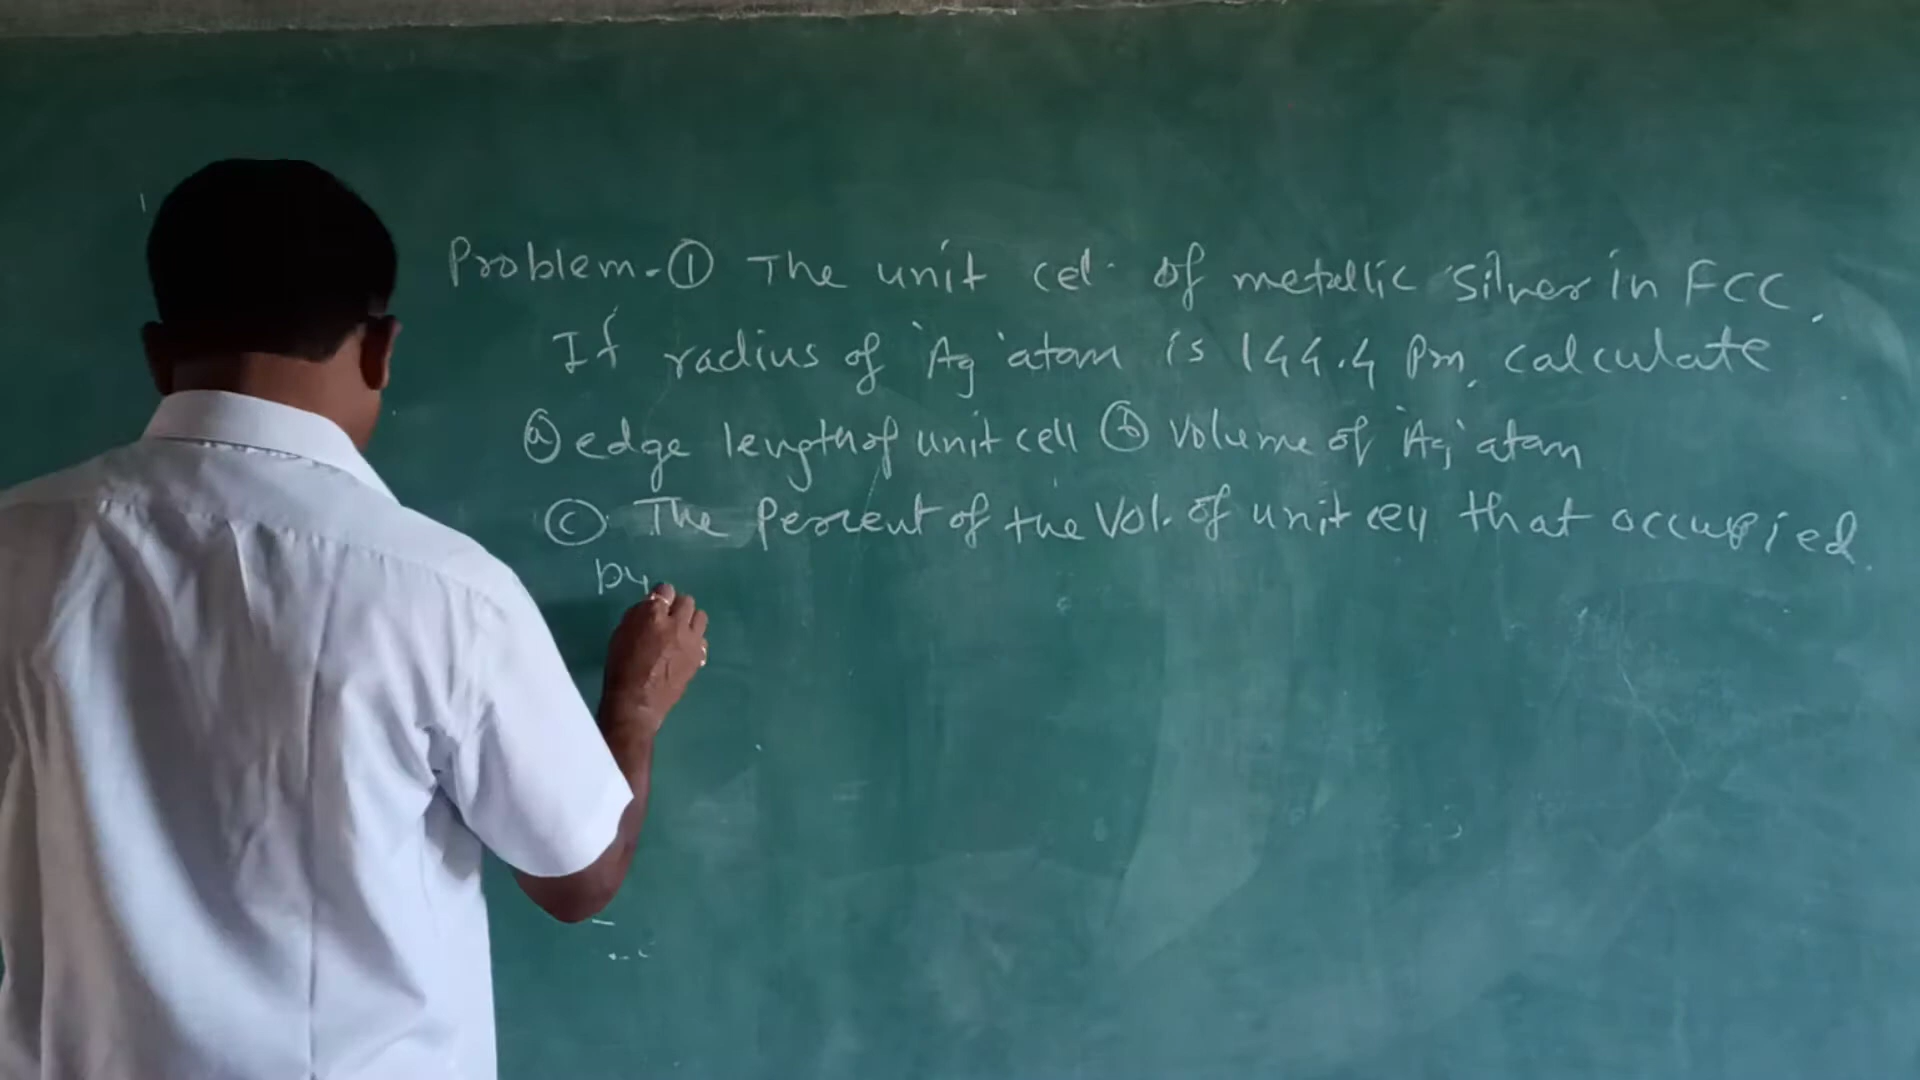 Problem-① The unit cel of metallic Silver in FCC.
If radius of 'Ag' atom is 144.4 Pm, calculate
ⓐ edge length of unit cell ⓑ Volume of 'Ag' atom
ⓒ The Percent of the Vol. of unit cell that occupied
by